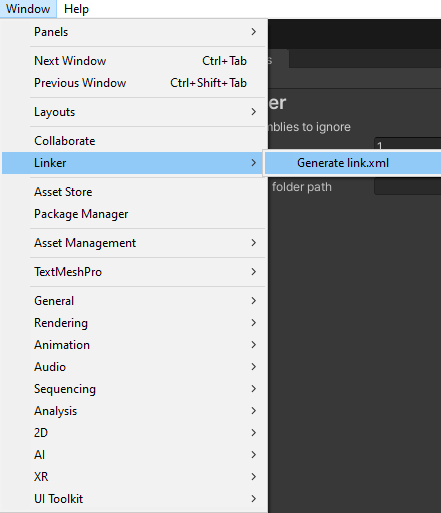 Window Help
Panels
Next Window Ctrl+Tab
Previous Window Ctrl+Shift+Tab
Layouts
Collaborate
Linker
Generate link.xml
Asset Store
Package Manager
Asset Management
TextMeshPro
General
Rendering
Animation
Audio
Sequencing
Analysis
2D
AI
XR
UI Toolkit
s
er
mblies to ignore
1
folder path